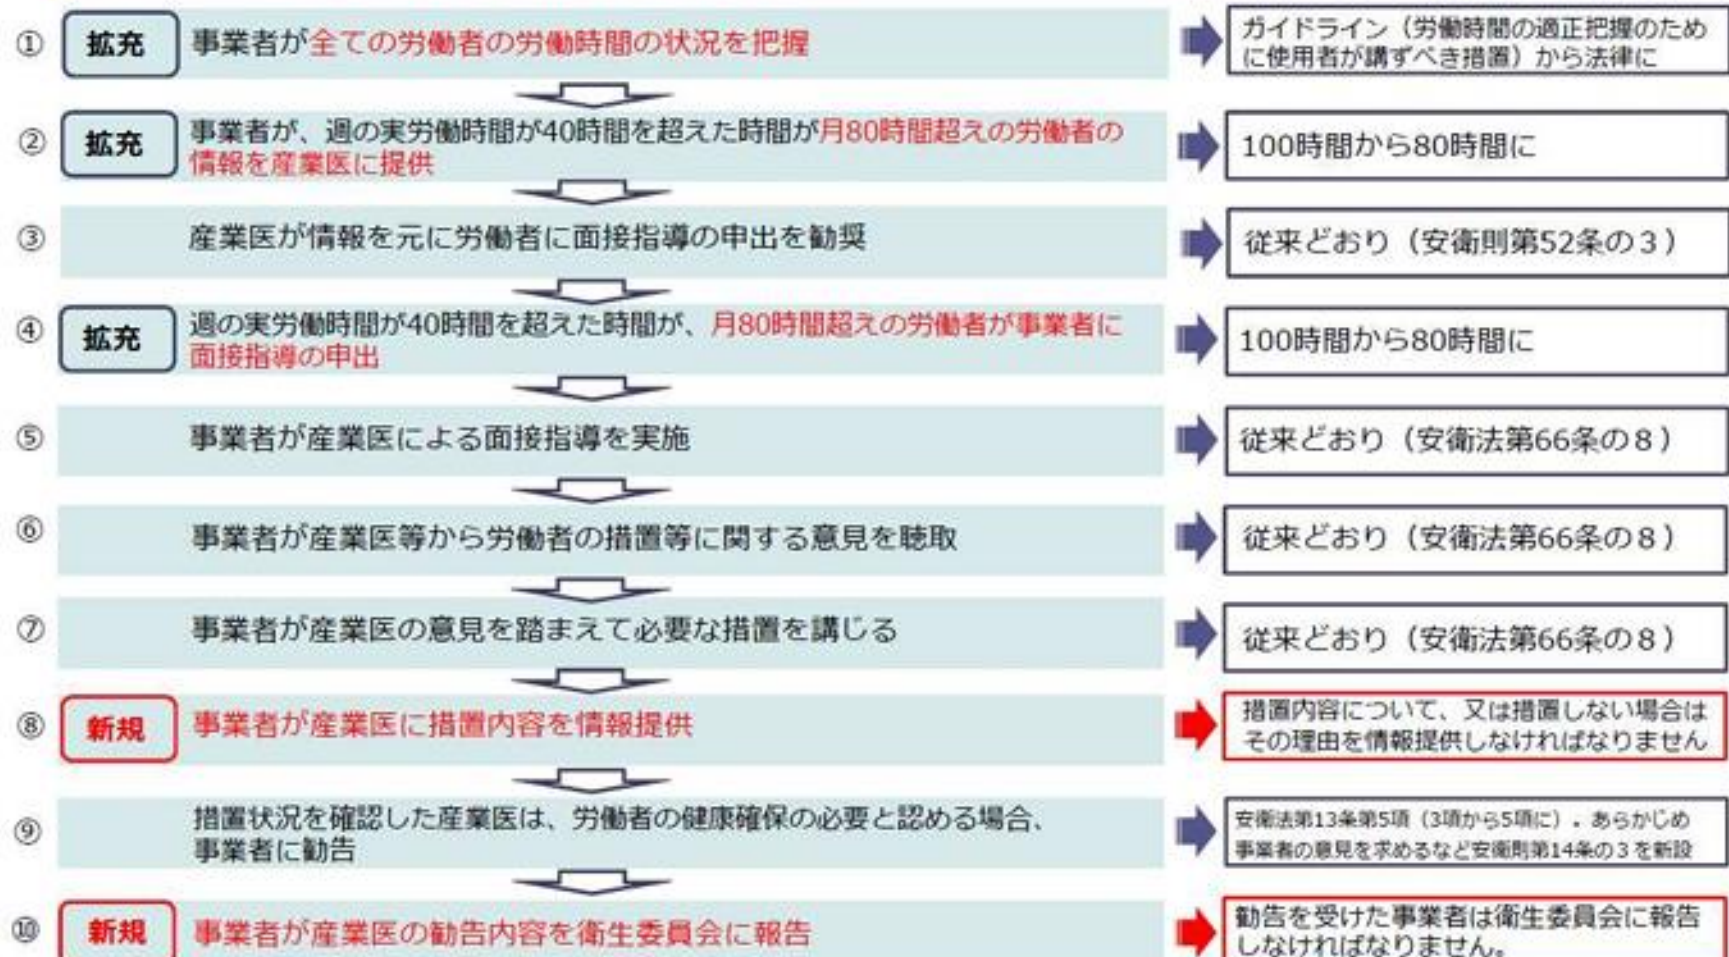 ① 拡充 事業者が全ての労働者の労働時間の状況を把握
ガイドライン（労働時間の適正把握のため
に使用者が講ずべき措置）から法律に
② 拡充 事業者が、週の実労働時間が40時間を超えた時間が月80時間超えの労働者の
情報を産業医に提供
100時間から80時間に
③ 産業医が情報を元に労働者に面接指導の申出を勧奨
従来どおり（安衛則第52条の３）
④ 拡充 週の実労働時間が40時間を超えた時間が、月80時間超えの労働者が事業者に
面接指導の申出
100時間から80時間に
⑤ 事業者が産業医による面接指導を実施
従来どおり（安衛法第66条の８）
⑥ 事業者が産業医等から労働者の措置等に関する意見を聴取
従来どおり（安衛法第66条の８）
⑦ 事業者が産業医の意見を踏まえて必要な措置を講じる
従来どおり（安衛法第66条の８）
⑧ 新規 事業者が産業医に措置内容を情報提供
措置内容について、又は措置しない場合は
その理由を情報提供しなければなりません
⑨ 措置状況を確認した産業医は、労働者の健康確保の必要と認める場合、
事業者に勧告
安衛法第13条第5項（3項から5項に）．あらかじめ
事業者の意見を求めるなど安衛則第14条の３を新設
⑩ 新規 事業者が産業医の勧告内容を衛生委員会に報告
勧告を受けた事業者は衛生委員会に報告
しなければなりません。